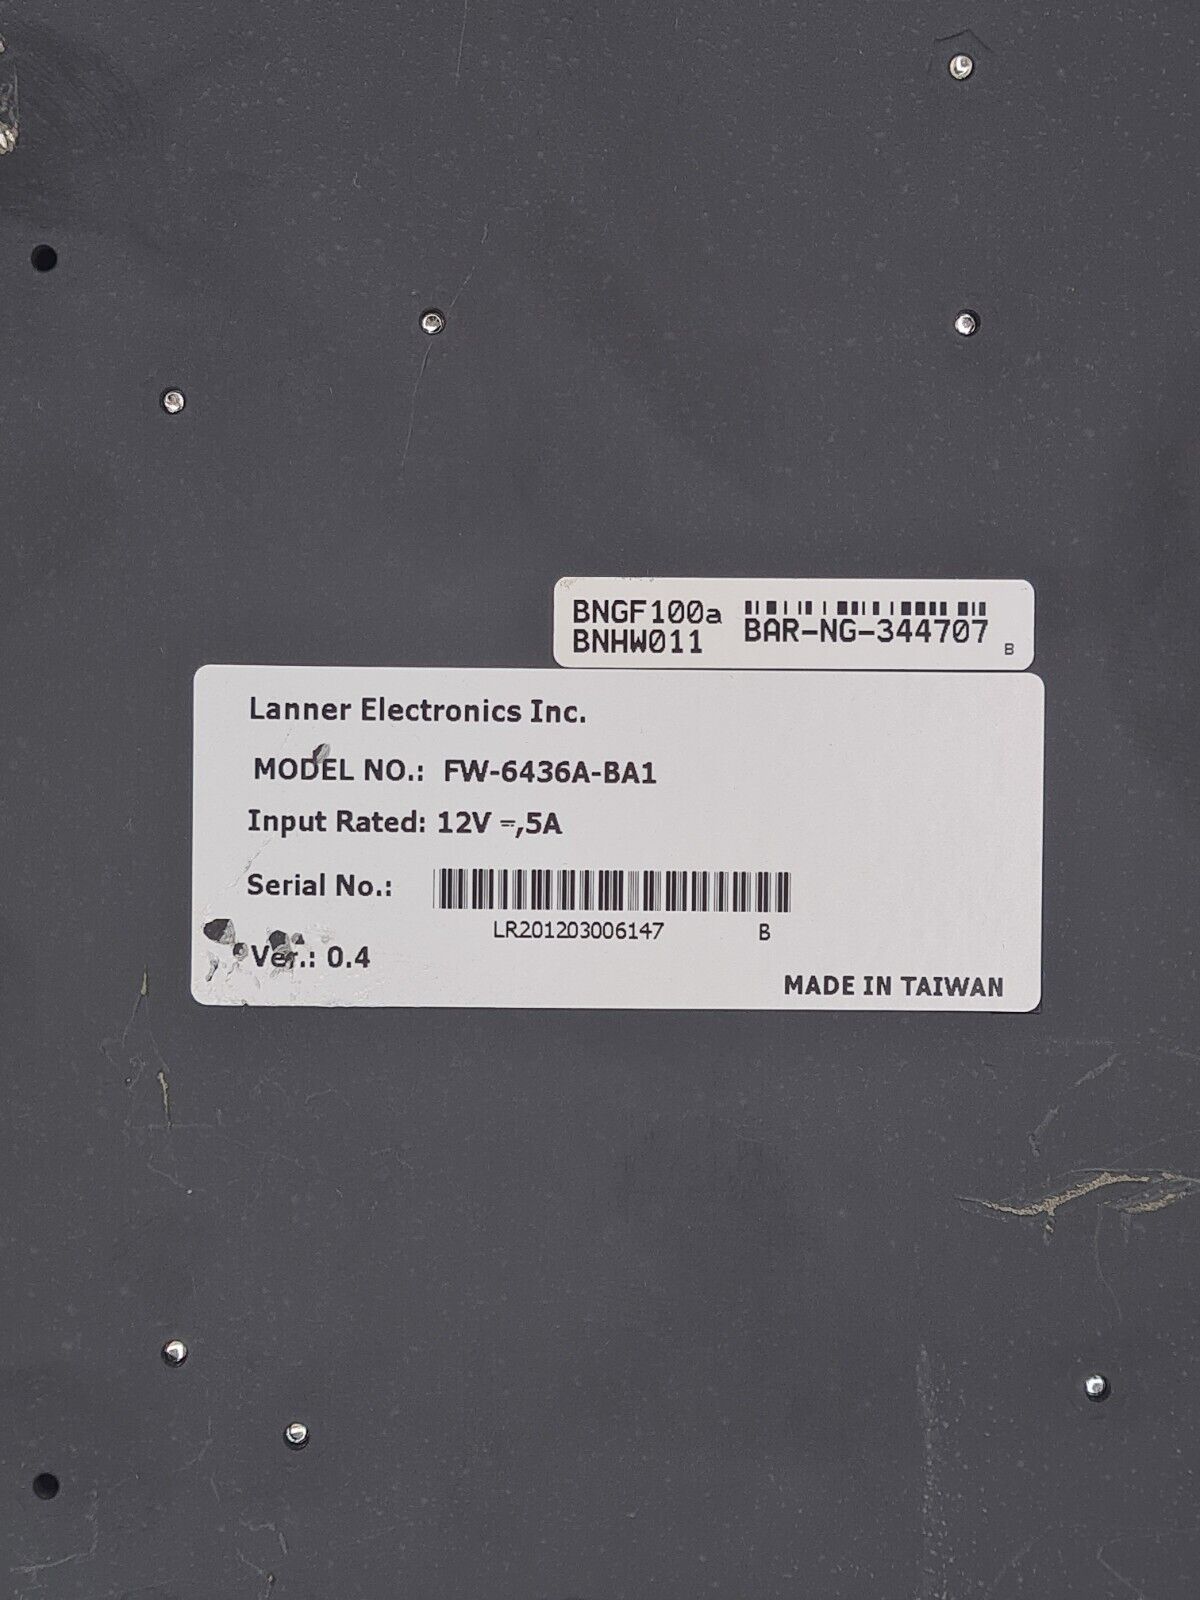 BNGF100a
BNHW011
BAR-NG-344707
B
Lanner Electronics Inc.
MODEL NO.: FW-6436A-BA1
Input Rated: 12V ⎓,5A
Serial No.:
LR201203006147 B
Ver.: 0.4
MADE IN TAIWAN